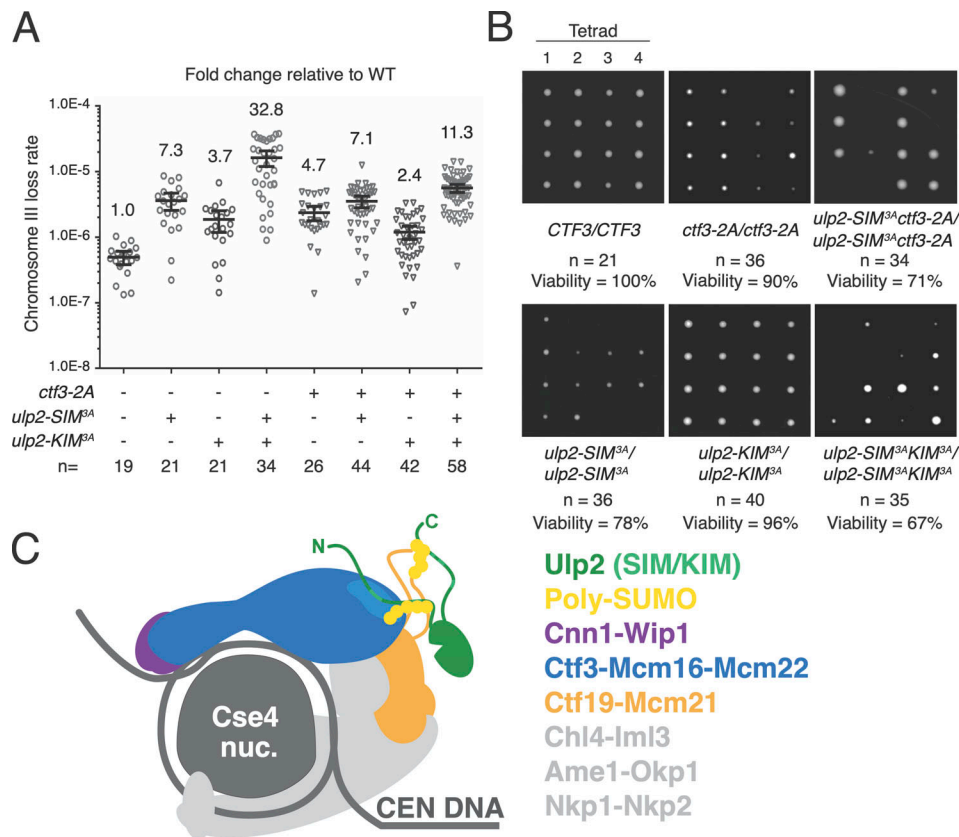 A
Fold change relative to WT
Chromosome III loss rate
1.0E-4
1.0E-5
1.0E-6
1.0E-7
1.0E-8
1.0
7.3
3.7
32.8
4.7
7.1
2.4
11.3
ctf3-2A - - - - + + + +
ulp2-SIM³ᴬ - + - + - + - +
ulp2-KIM³ᴬ - - + + - - + +
n= 19 21 21 34 26 44 42 58
B
Tetrad
1 2 3 4
CTF3/CTF3
n = 21
Viability = 100%
ctf3-2A/ctf3-2A
n = 36
Viability = 90%
ulp2-SIM³ᴬctf3-2A/
ulp2-SIM³ᴬctf3-2A
n = 34
Viability = 71%
ulp2-SIM³ᴬ/
ulp2-SIM³ᴬ
n = 36
Viability = 78%
ulp2-KIM³ᴬ/
ulp2-KIM³ᴬ
n = 40
Viability = 96%
ulp2-SIM³ᴬKIM³ᴬ/
ulp2-SIM³ᴬKIM³ᴬ
n = 35
Viability = 67%
C
N
C
Cse4
nuc.
CEN DNA
Ulp2 (SIM/KIM)
Poly-SUMO
Cnn1-Wip1
Ctf3-Mcm16-Mcm22
Ctf19-Mcm21
Chl4-Iml3
Ame1-Okp1
Nkp1-Nkp2